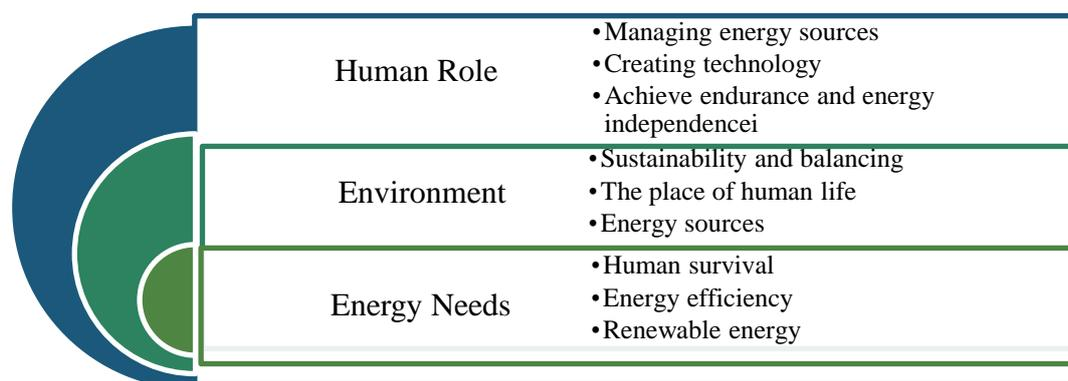 Human Role
•Managing energy sources
•Creating technology
•Achieve endurance and energy
independencei
Environment
•Sustainability and balancing
•The place of human life
•Energy sources
Energy Needs
•Human survival
•Energy efficiency
•Renewable energy